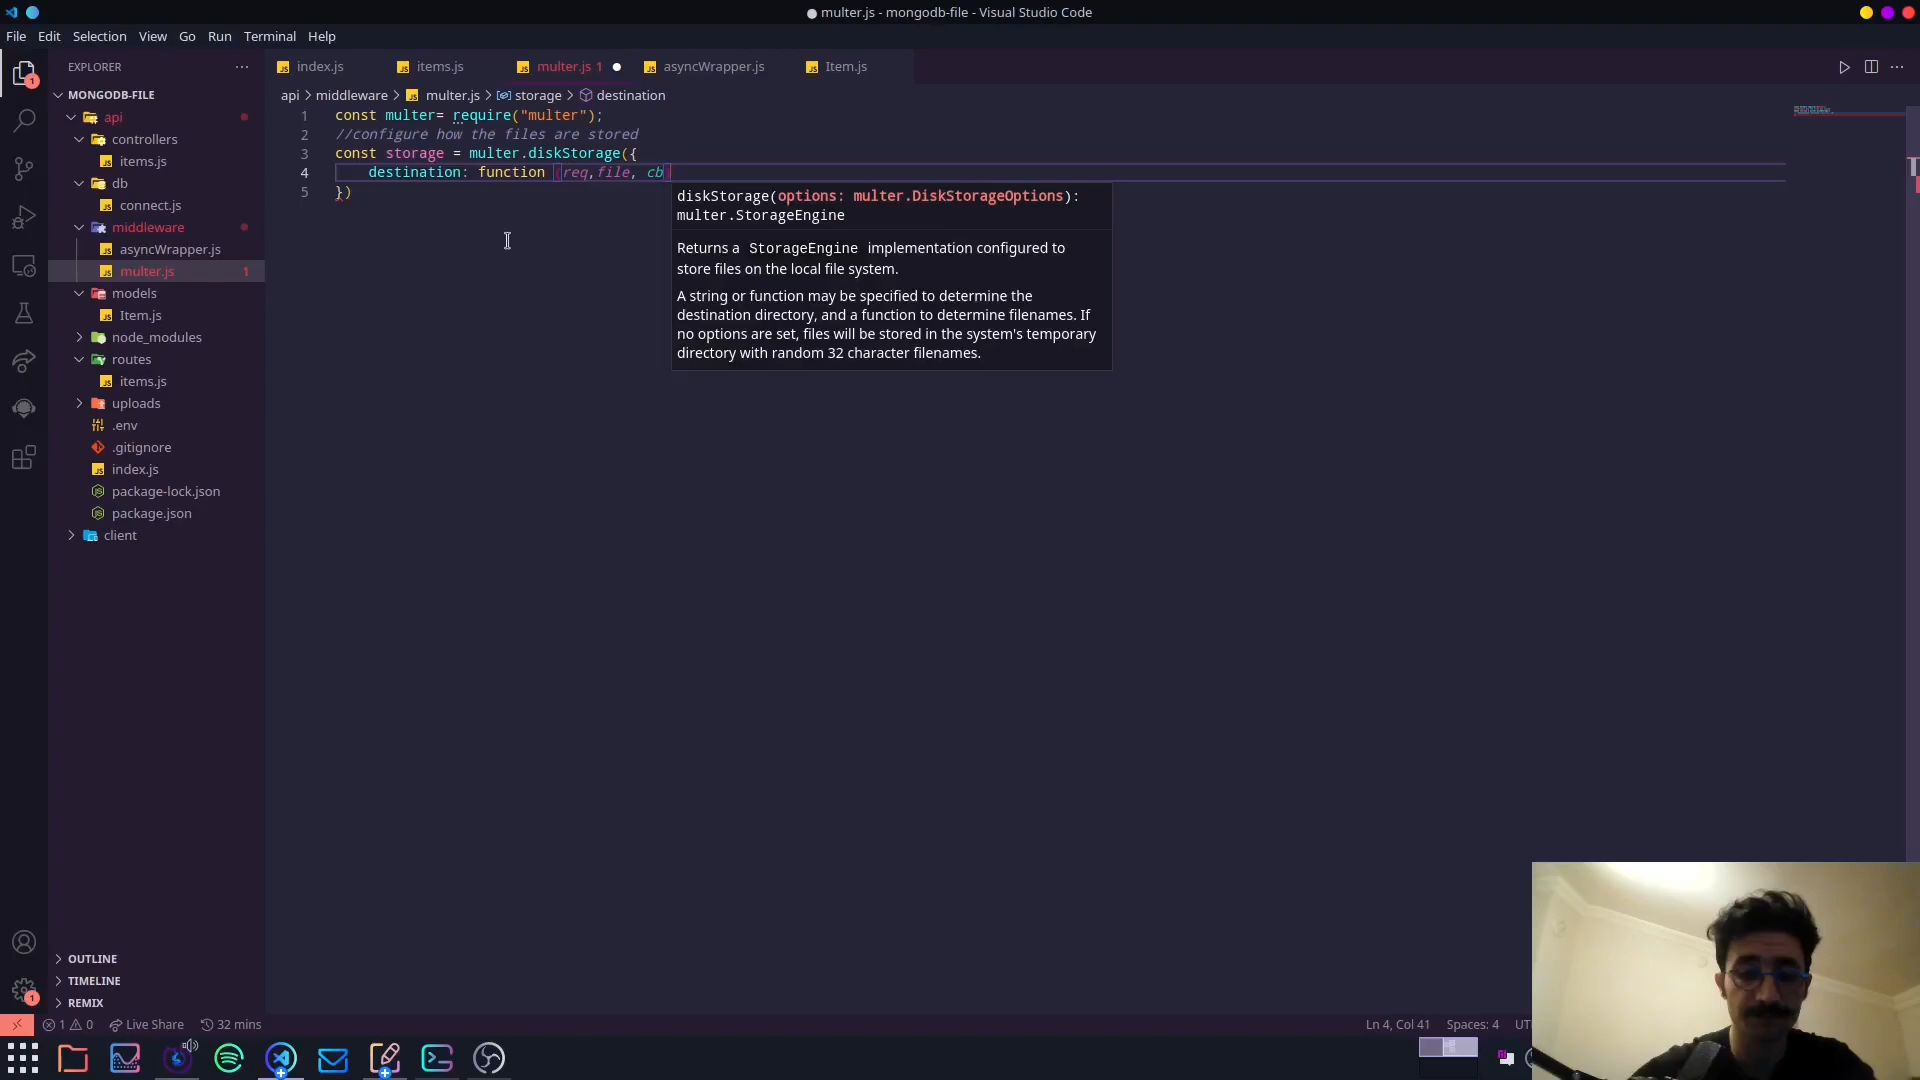 multer.js - mongodb-file - Visual Studio Code
File Edit Selection View Go Run Terminal Help
EXPLORER
index.js items.js multer.js 1 asyncWrapper.js Item.js
MONGODB-FILE
api > middleware > multer.js > storage > destination
api
controllers
items.js
db
connect.js
middleware
asyncWrapper.js
multer.js 1
models
Item.js
node_modules
routes
items.js
uploads
.env
.gitignore
index.js
package-lock.json
package.json
client
OUTLINE
TIMELINE
REMIX
1 const multer= require("multer");
2 //configure how the files are stored
3 const storage = multer.diskStorage({
4 destination: function (req,file, cb)
5 })
diskStorage(options: multer.DiskStorageOptions):
multer.StorageEngine
Returns a StorageEngine implementation configured to
store files on the local file system.
A string or function may be specified to determine the
destination directory, and a function to determine filenames. If
no options are set, files will be stored in the system's temporary
directory with random 32 character filenames.
1 0 Live Share 32 mins Ln 4, Col 41 Spaces: 4